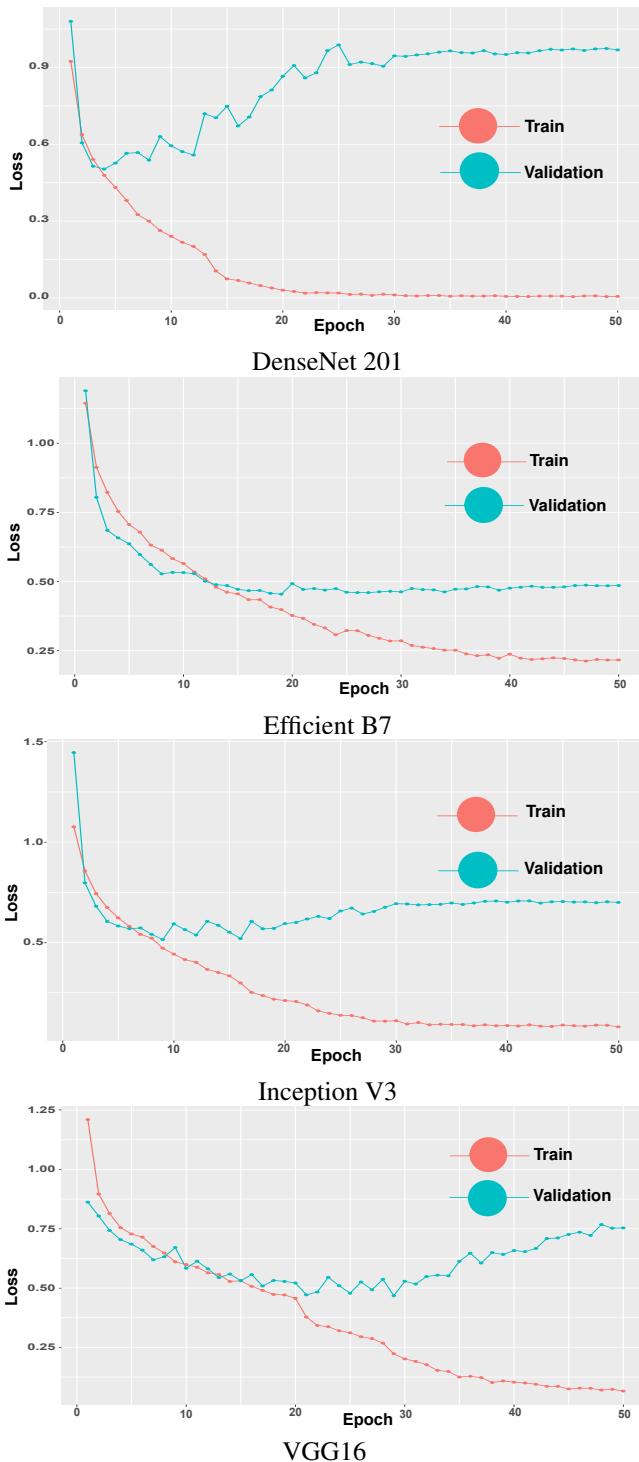 0.9
0.6
0.3
0.0
Loss
Train
Validation
0 10 20 30 40 50
Epoch
DenseNet 201
1.00
0.75
0.50
0.25
Loss
Train
Validation
0 10 20 30 40 50
Epoch
Efficient B7
1.5
1.0
0.5
Loss
Train
Validation
0 10 20 30 40 50
Epoch
Inception V3
1.25
1.00
0.75
0.50
0.25
Loss
Train
Validation
0 10 20 30 40 50
Epoch
VGG16